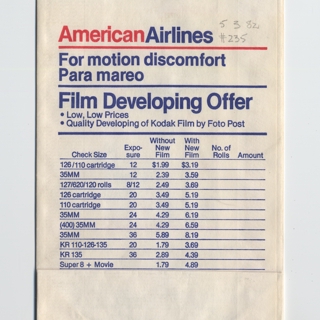 AmericanAirlines
5 3 82
#235
For motion discomfort
Para mareo
Film Developing Offer
• Low, Low Prices
• Quality Developing of Kodak Film by Foto Post
Check Size Expo-sure Without New Film With New Film No. of Rolls Amount
126/110 cartridge 12 $1.99 $3.19
35MM 12 2.39 3.59
127/620/120 rolls 8/12 2.49 3.69
126 cartridge 20 3.49 5.19
110 cartridge 20 3.49 5.19
35MM 24 4.29 6.19
(400) 35MM 24 4.29 6.59
35MM 36 5.89 8.19
KR 110-126-135 20 1.79 3.69
KR 135 36 2.89 4.39
Super 8 + Movie 1.79 4.89